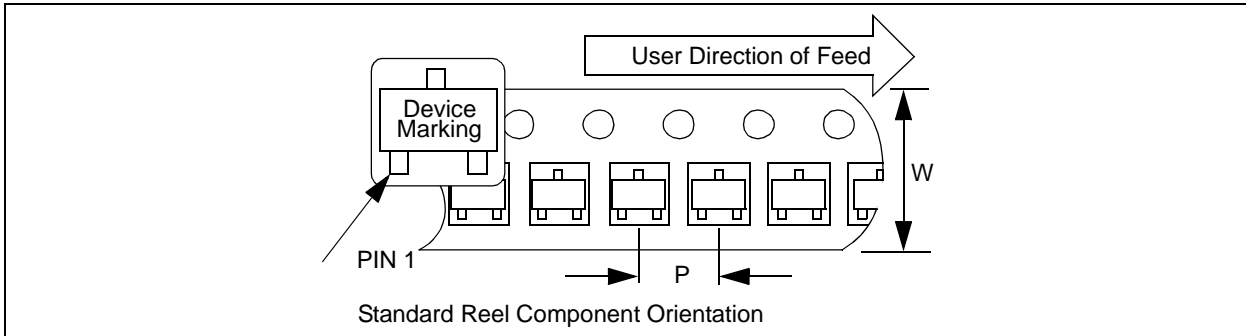 User Direction of Feed
Device
Marking
W
PIN 1
P
Standard Reel Component Orientation